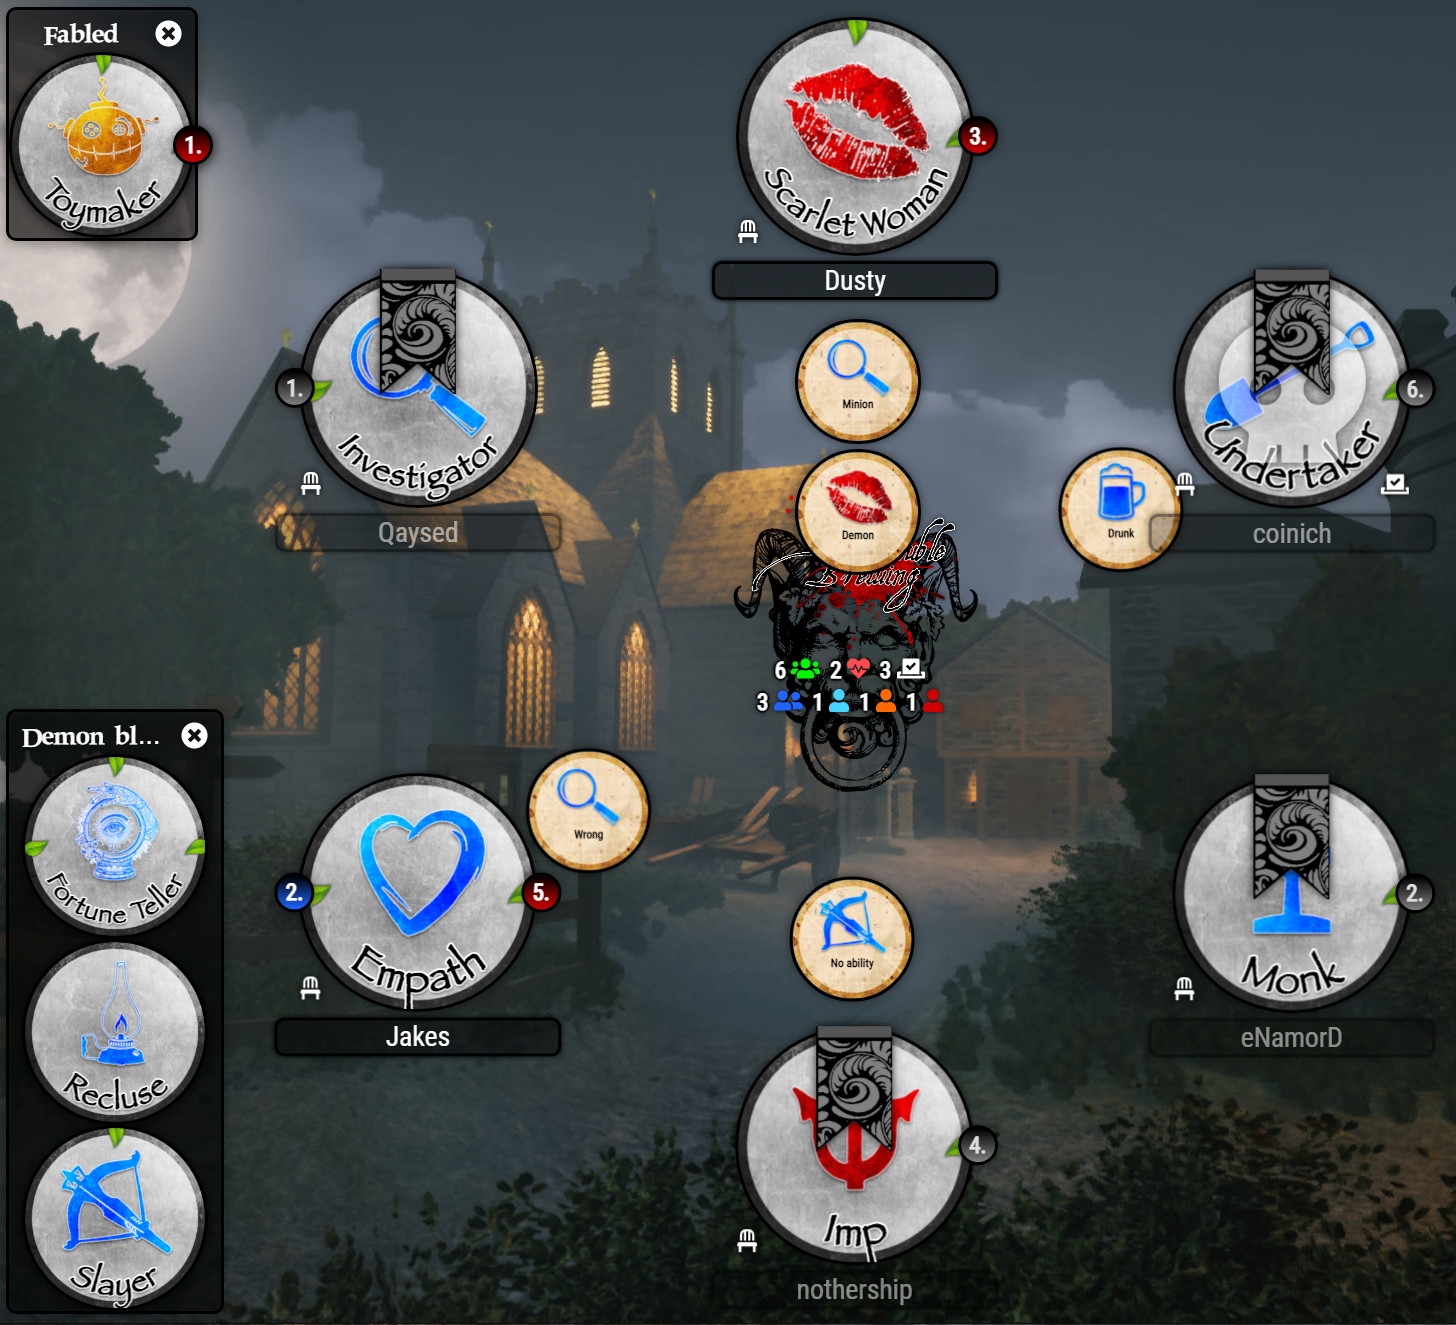 Fabled
Toymaker
1.
Scarlet Woman
3.
Dusty
Minion
Demon
Investigator
1.
Qaysed
Undertaker
6.
Drunk
coinich
Brewing
6 2 3
3 1 1 1
Demon bl...
Fortune Teller
Recluse
Slayer
Empath
2.
5.
Wrong
Jakes
No ability
Monk
2.
eNamorD
Imp
4.
nothership